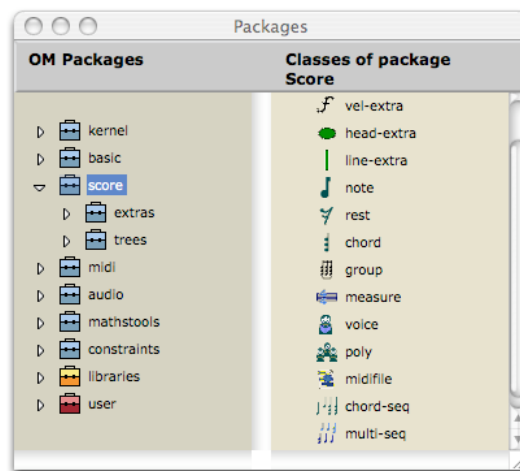 Packages
OM Packages
Classes of package
Score
kernel
basic
score
extras
trees
midi
audio
mathstools
constraints
libraries
user
vel-extra
head-extra
line-extra
note
rest
chord
group
measure
voice
poly
midifile
chord-seq
multi-seq